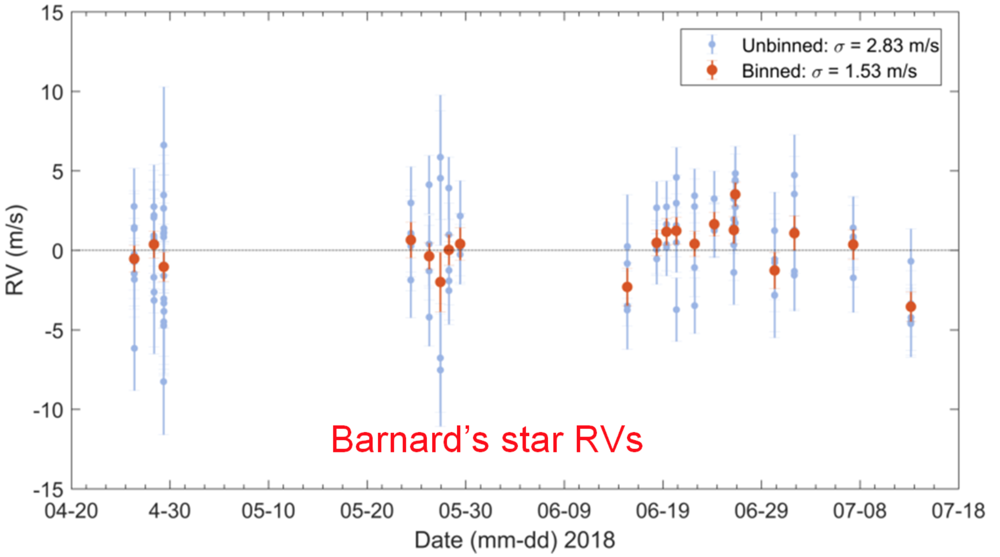 15
10
5
0
-5
-10
-15
RV (m/s)
Unbinned: σ = 2.83 m/s
Binned: σ = 1.53 m/s
Barnard’s star RVs
04-20 4-30 05-10 05-20 05-30 06-09 06-19 06-29 07-08 07-18
Date (mm-dd) 2018